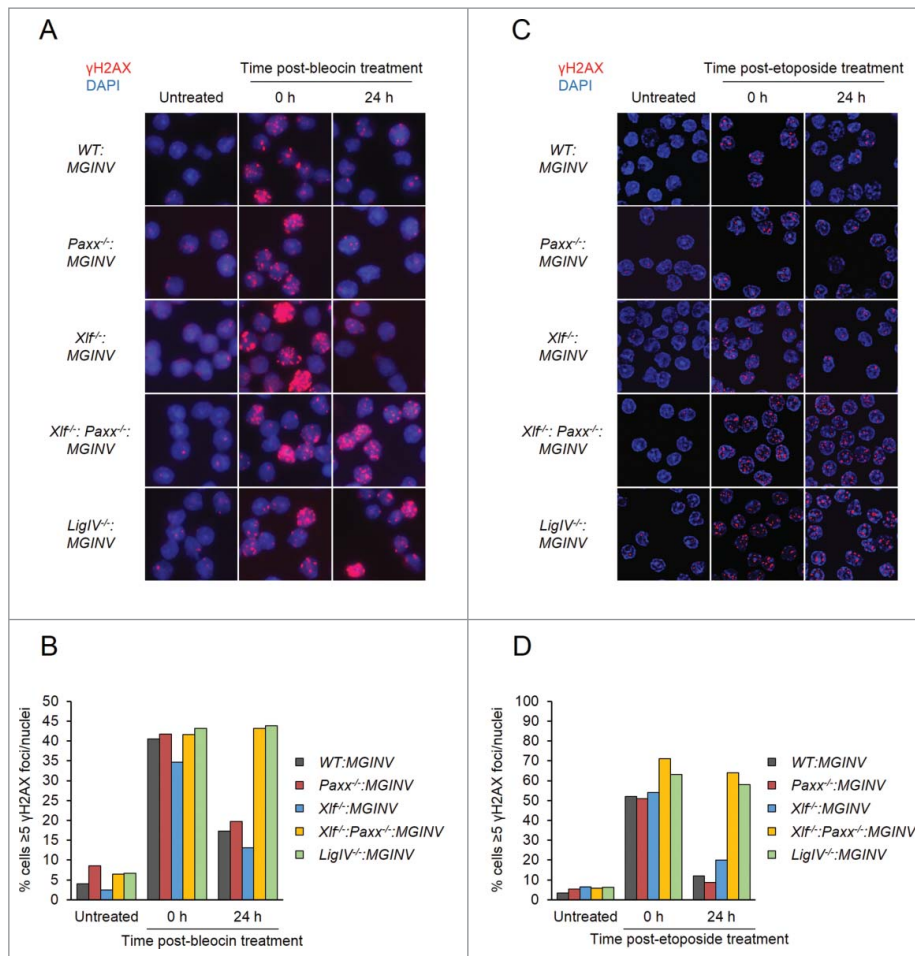 A
γH2AX
DAPI
Time post-bleocin treatment
Untreated
0 h
24 h
WT:
MGINV
Paxx-/-:
MGINV
Xlf-/-:
MGINV
Xlf-/-: Paxx-/-:
MGINV
LigIV-/-:
MGINV
C
γH2AX
DAPI
Time post-etoposide treatment
Untreated
0 h
24 h
WT:
MGINV
Paxx-/-:
MGINV
Xlf-/-:
MGINV
Xlf-/-: Paxx-/-:
MGINV
LigIV-/-:
MGINV
B
% cells ≥5 γH2AX foci/nuclei
50
45
40
35
30
25
20
15
10
5
0
Untreated
0 h
24 h
Time post-bleocin treatment
WT:MGINV
Paxx-/-:MGINV
Xlf-/-:MGINV
Xlf-/-:Paxx-/-:MGINV
LigIV-/-:MGINV
D
% cells ≥5 γH2AX foci/nuclei
100
90
80
70
60
50
40
30
20
10
0
Untreated
0 h
24 h
Time post-etoposide treatment
WT:MGINV
Paxx-/-:MGINV
Xlf-/-:MGINV
Xlf-/-:Paxx-/-:MGINV
LigIV-/-:MGINV